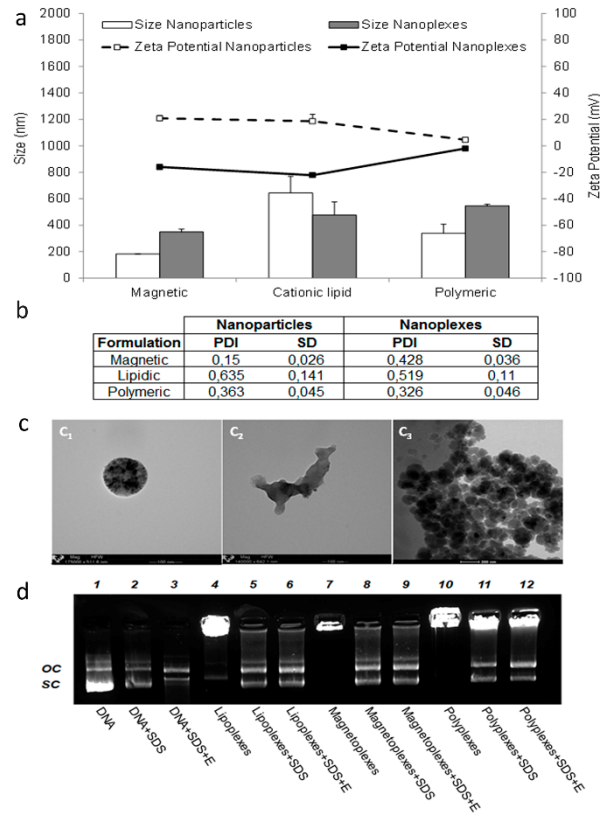 a
2000
1800
1600
1400
1200
1000
800
600
400
200
0
Size (nm)
Size Nanoparticles
Size Nanoplexes
Zeta Potential Nanoparticles
Zeta Potential Nanoplexes
100
80
60
40
20
0
-20
-40
-60
-80
-100
Zeta Potential (mV)
Magnetic
Cationic lipid
Polymeric
b
Nanoparticles Nanoplexes
Formulation PDI SD PDI SD
Magnetic 0,15 0,026 0,428 0,036
Lipidic 0,635 0,141 0,519 0,11
Polymeric 0,363 0,045 0,326 0,046
c
C1
C2
C3
Mag HFW
Mag HFW
d
1 2 3 4 5 6 7 8 9 10 11 12
OC
SC
DNA
DNA+SDS
DNA+SDS+E
Lipoplexes
Lipoplexes+SDS
Lipoplexes+SDS+E
Magnetoplexes
Magnetoplexes+SDS
Magnetoplexes+SDS+E
Polyplexes
Polyplexes+SDS
Polyplexes+SDS+E